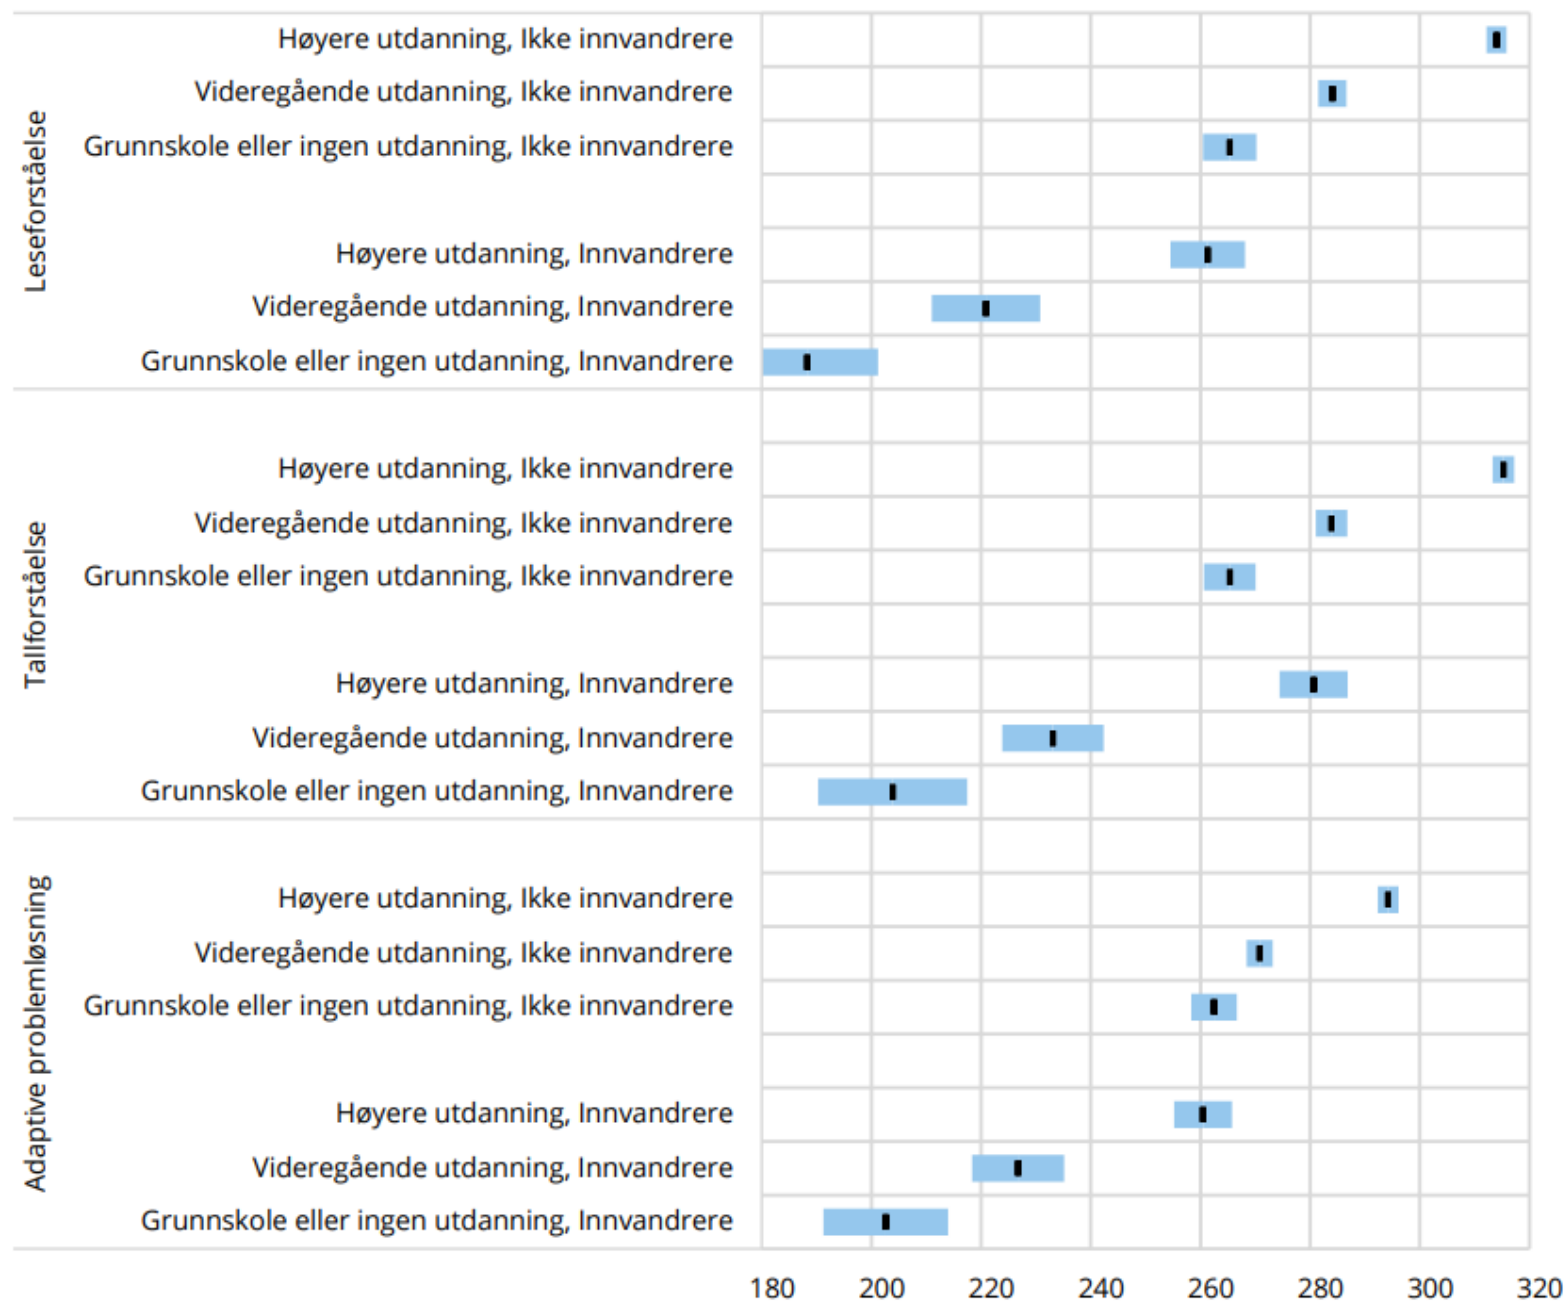 Leseforståelse
Høyere utdanning, Ikke innvandrere
Videregående utdanning, Ikke innvandrere
Grunnskole eller ingen utdanning, Ikke innvandrere
Høyere utdanning, Innvandrere
Videregående utdanning, Innvandrere
Grunnskole eller ingen utdanning, Innvandrere
Tallforståelse
Høyere utdanning, Ikke innvandrere
Videregående utdanning, Ikke innvandrere
Grunnskole eller ingen utdanning, Ikke innvandrere
Høyere utdanning, Innvandrere
Videregående utdanning, Innvandrere
Grunnskole eller ingen utdanning, Innvandrere
Adaptive problemløsning
Høyere utdanning, Ikke innvandrere
Videregående utdanning, Ikke innvandrere
Grunnskole eller ingen utdanning, Ikke innvandrere
Høyere utdanning, Innvandrere
Videregående utdanning, Innvandrere
Grunnskole eller ingen utdanning, Innvandrere
180 200 220 240 260 280 300 320